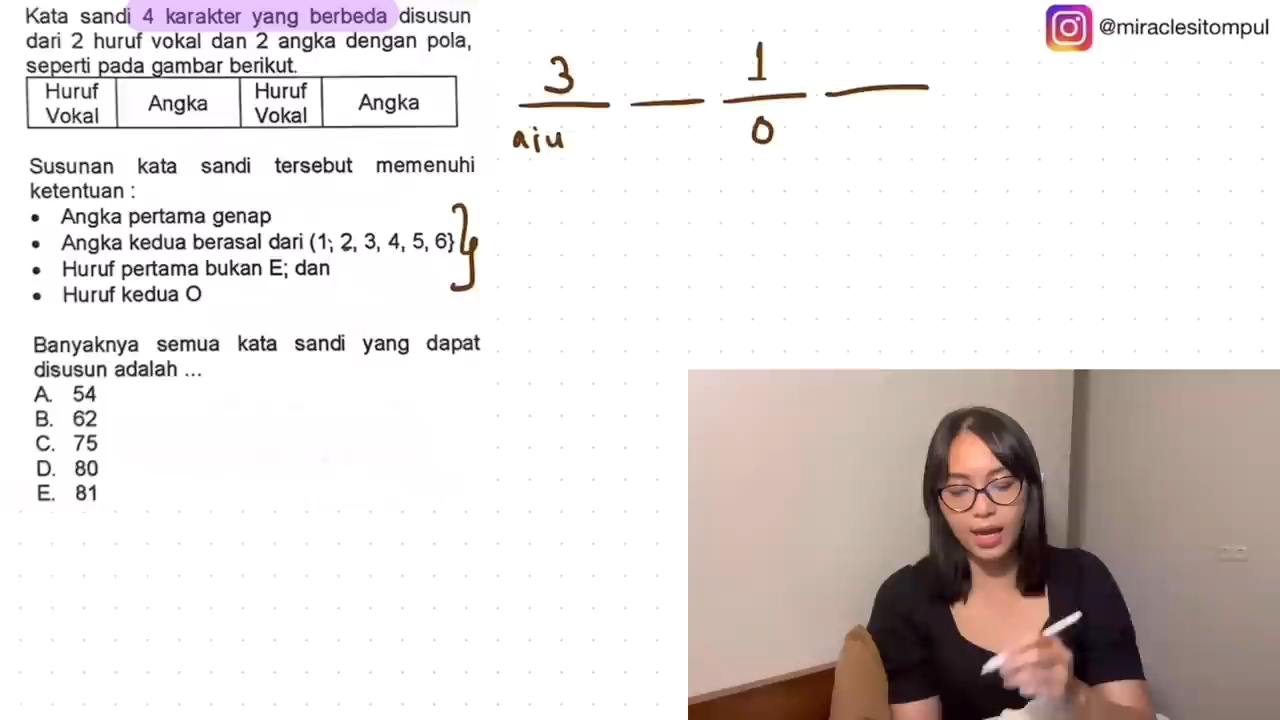 Kata sandi 4 karakter yang berbeda disusun
dari 2 huruf vokal dan 2 angka dengan pola,
seperti pada gambar berikut.
Huruf Vokal Angka Huruf Vokal Angka
Susunan kata sandi tersebut memenuhi
ketentuan :
• Angka pertama genap
• Angka kedua berasal dari (1; 2, 3, 4, 5, 6}
• Huruf pertama bukan E; dan
• Huruf kedua O
Banyaknya semua kata sandi yang dapat
disusun adalah ...
A. 54
B. 62
C. 75
D. 80
E. 81
3 1
aiu O
@miraclesitompul